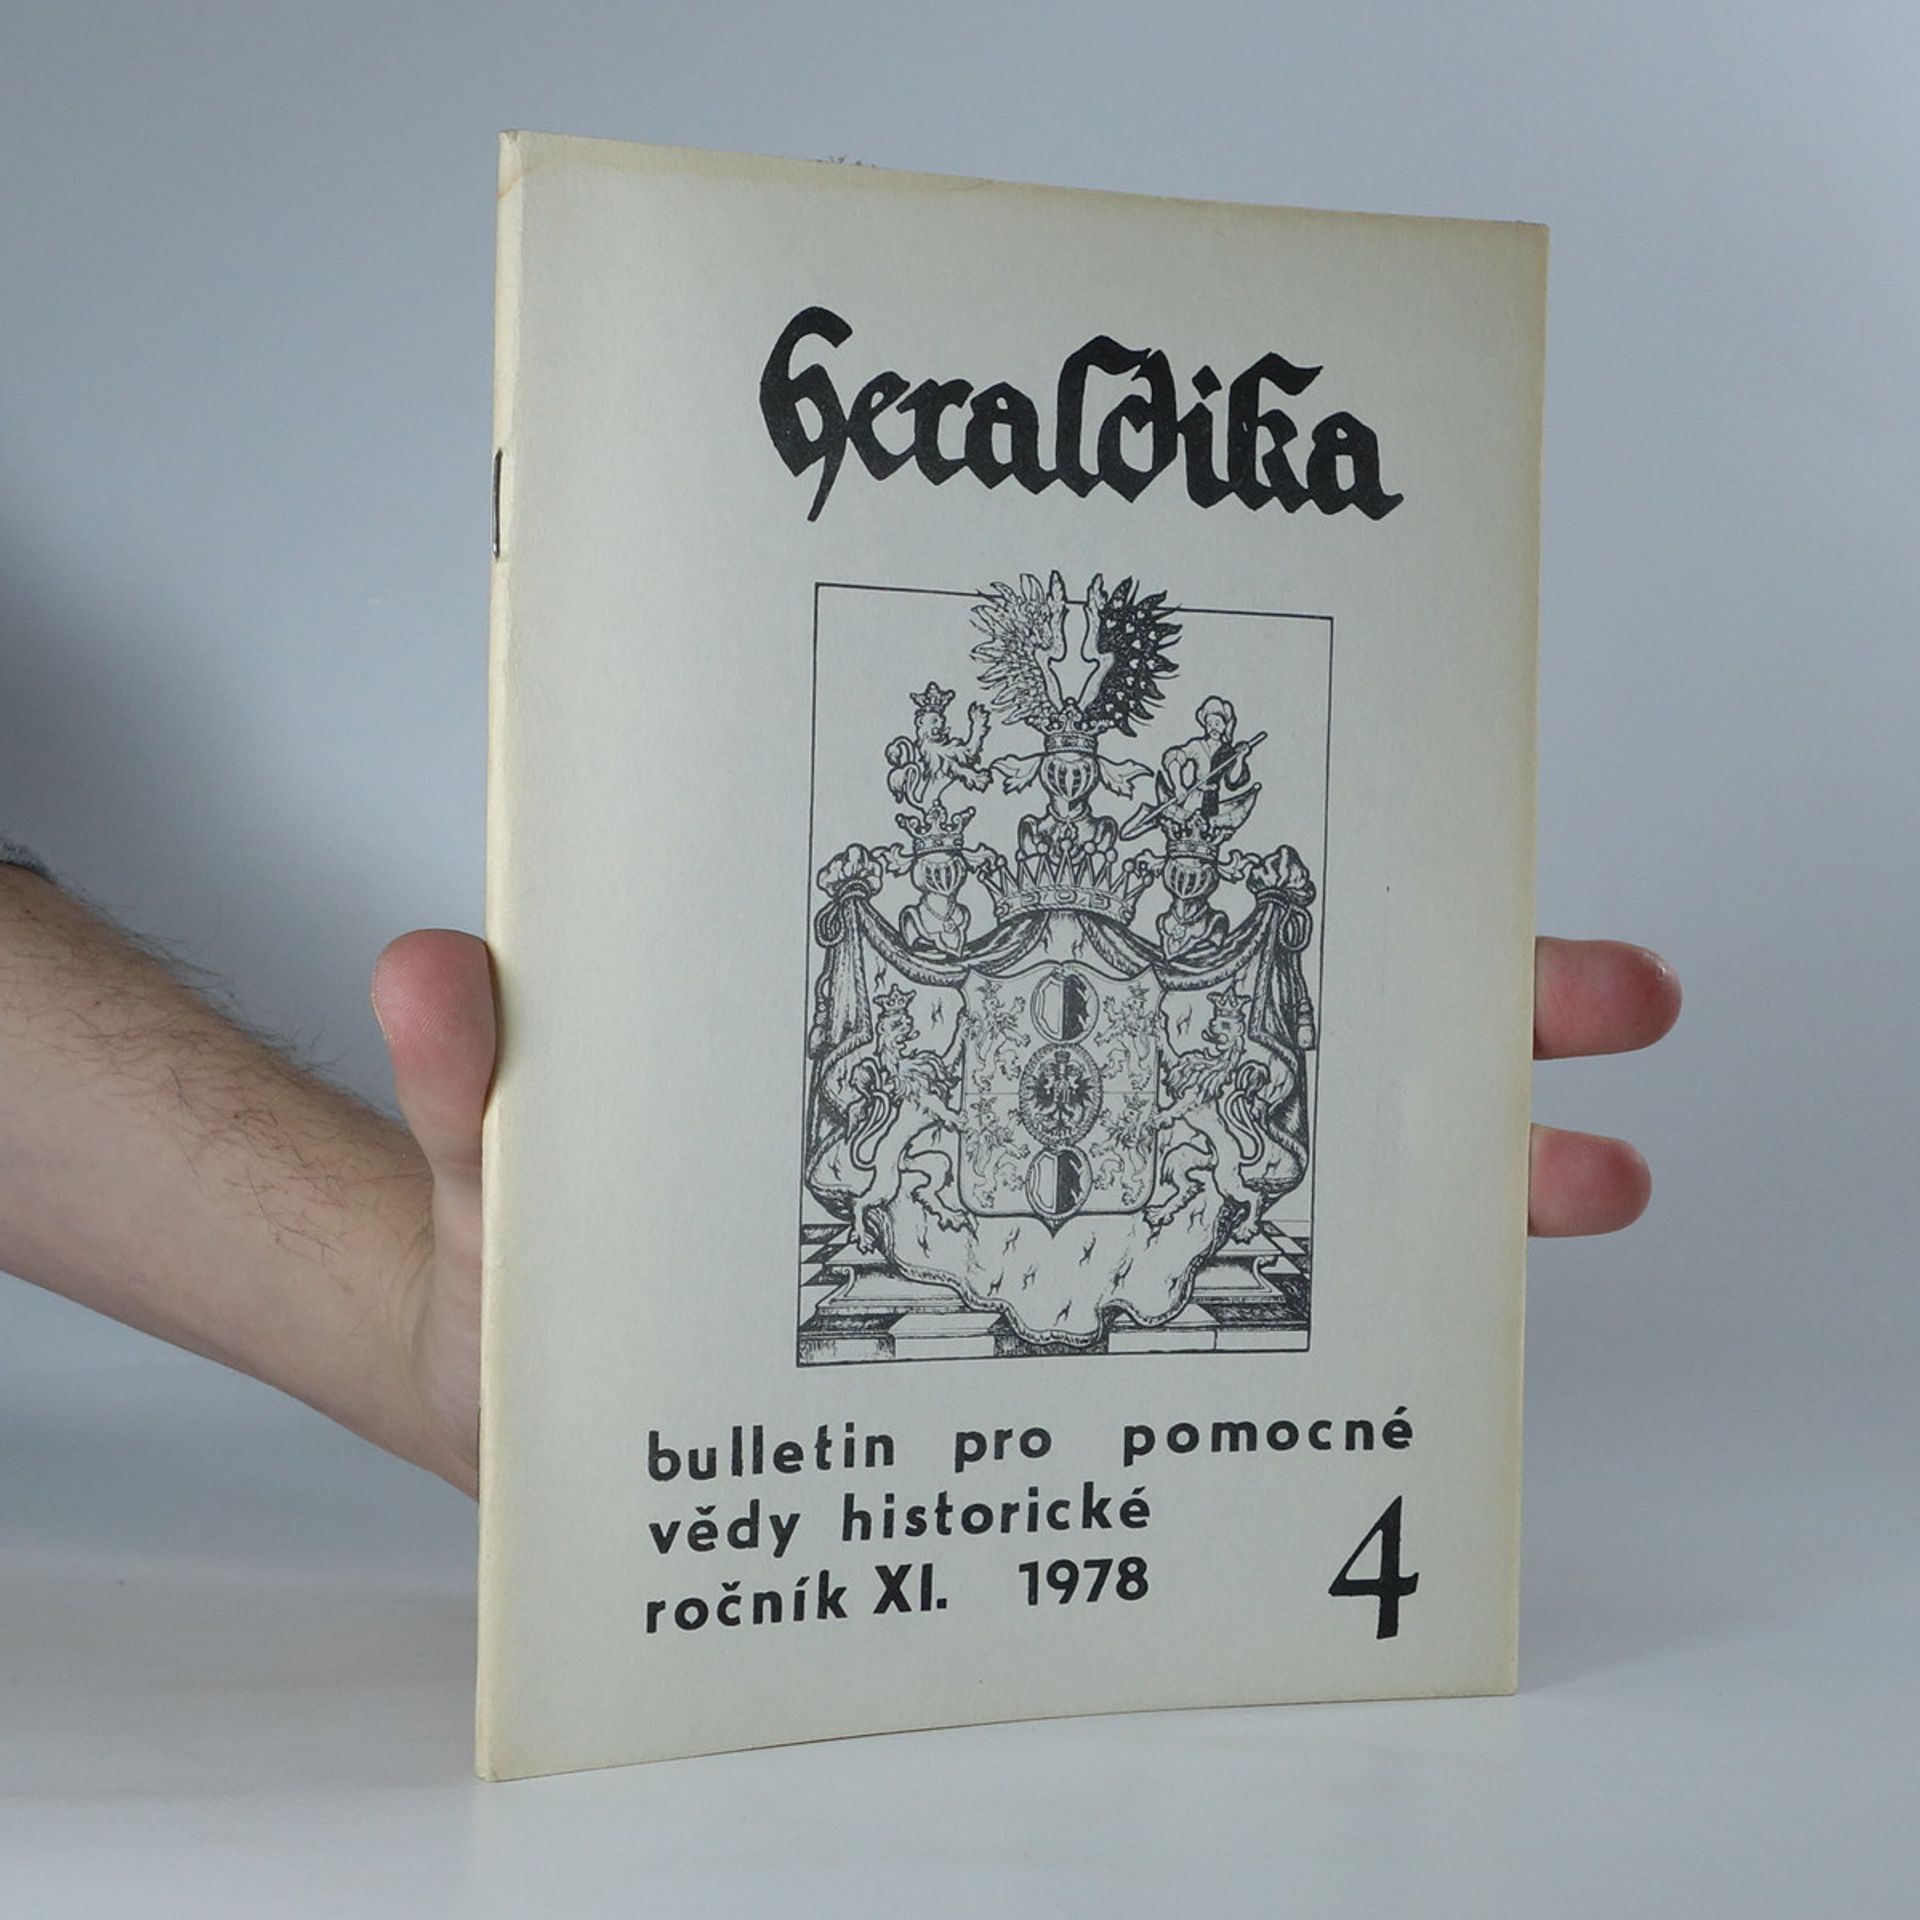 Heraldika
bulletin pro pomocné
vědy historické
ročník XI. 1978
4